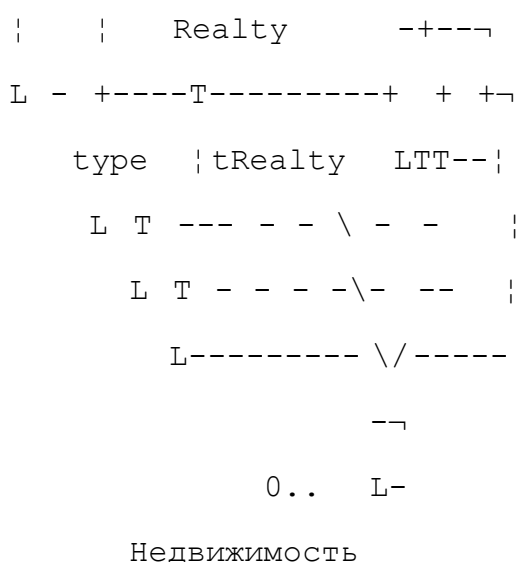 ¦ ¦ Realty -+--¬
L - +----T---------+ + +¬
type ¦tRealty LTT--¦
L T --- - - \ - - ¦
L T - - - -\- -- ¦
L--------- \/-----
-¬
0.. L-
Недвижимость